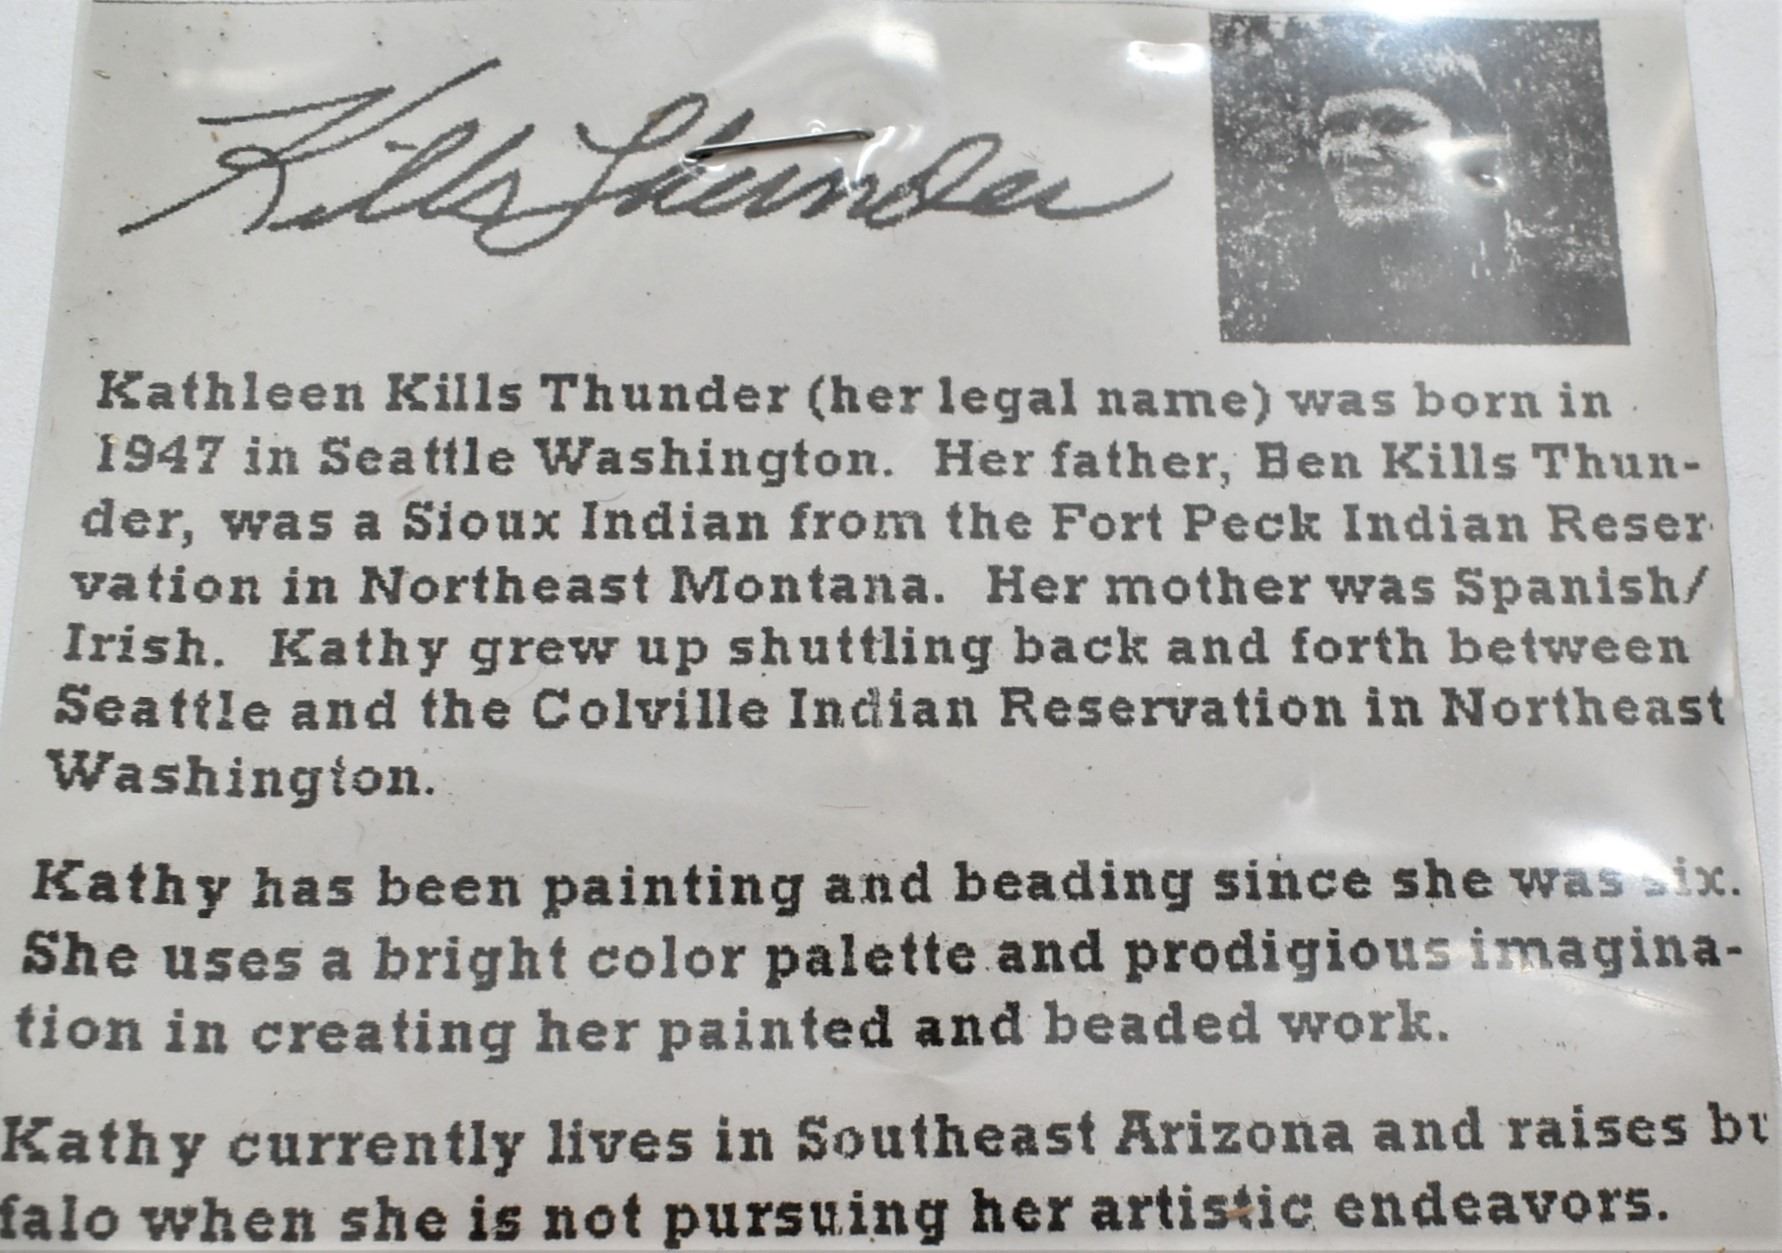 Kills Thunder
Kathleen Kills Thunder (her legal name) was born in
1947 in Seattle Washington. Her father, Ben Kills Thun-
der, was a Sioux Indian from the Fort Peck Indian Reser
vation in Northeast Montana. Her mother was Spanish/
Irish. Kathy grew up shuttling back and forth between
Seattle and the Colville Indian Reservation in Northeast
Washington.
Kathy has been painting and beading since she was six.
She uses a bright color palette and prodigious imagina-
tion in creating her painted and beaded work.
Kathy currently lives in Southeast Arizona and raises bu
falo when she is not pursuing her artistic endeavors.